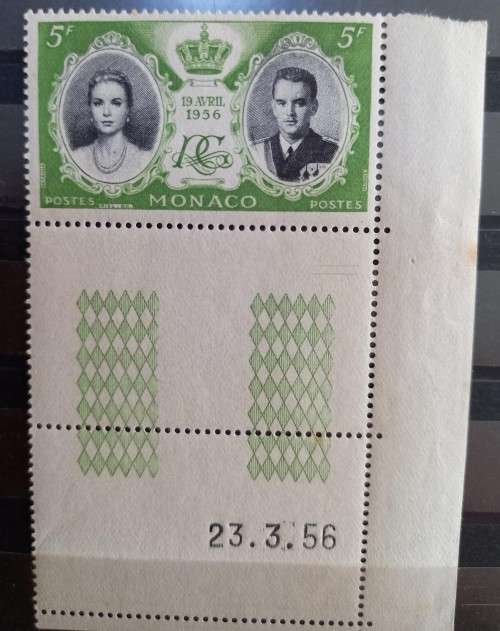 5F 5F
19 AVRIL
1956
RG
POSTES MONACO POSTES
23.3.56